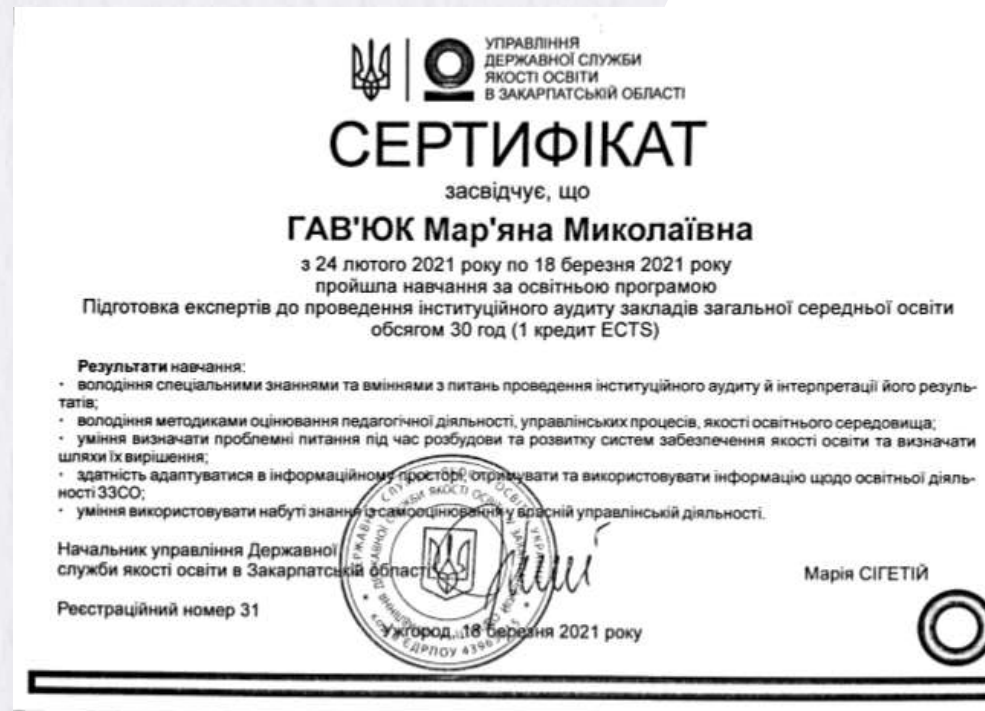 УПРАВЛІННЯ
ДЕРЖАВНОЇ СЛУЖБИ
ЯКОСТІ ОСВІТИ
В ЗАКАРПАТСЬКІЙ ОБЛАСТІ
СЕРТИФІКАТ
засвідчує, що
ГАВ'ЮК Мар'яна Миколаївна
з 24 лютого 2021 року по 18 березня 2021 року
пройшла навчання за освітньою програмою
Підготовка експертів до проведення інституційного аудиту закладів загальної середньої освіти
обсягом 30 год (1 кредит ECTS)
Результати навчання:
· володіння спеціальними знаннями та вміннями з питань проведення інституційного аудиту й інтерпретації його резуль-
татів;
· володіння методиками оцінювання педагогічної діяльності, управлінських процесів, якості освітнього середовища;
· уміння визначати проблемні питання під час розбудови та розвитку систем забезпечення якості освіти та визначати
шляхи їх вирішення;
· здатність адаптуватися в інформаційному просторі, отримувати та використовувати інформацію щодо освітньої діяль-
ності ЗЗСО;
· уміння використовувати набуті знання із самооцінювання у власній управлінській діяльності.
Начальник управління Державної
служби якості освіти в Закарпатській області
Марія СІГЕТІЙ
Реєстраційний номер 31
Ужгород, 18 березня 2021 року